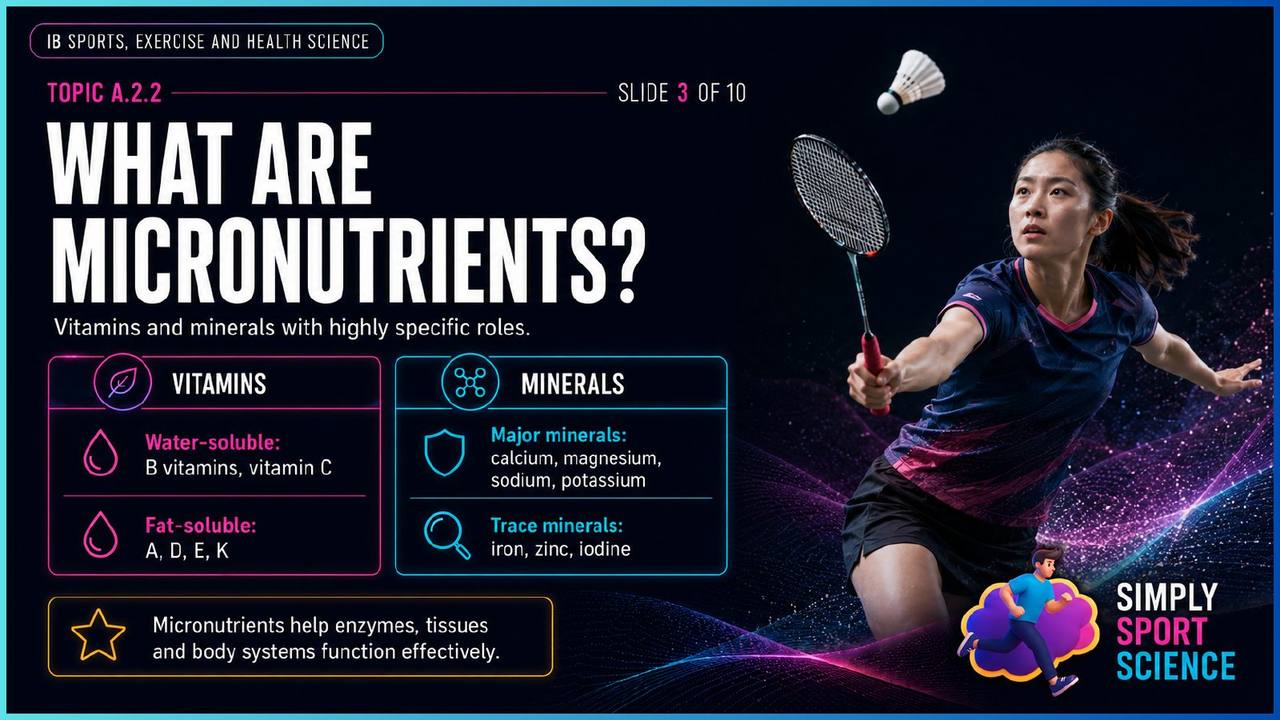 IB SPORTS, EXERCISE AND HEALTH SCIENCE
TOPIC A.2.2
SLIDE 3 OF 10
WHAT ARE
MICRONUTRIENTS?
Vitamins and minerals with highly specific roles.
VITAMINS
Water-soluble:
B vitamins, vitamin C
Fat-soluble:
A, D, E, K
MINERALS
Major minerals:
calcium, magnesium,
sodium, potassium
Trace minerals:
iron, zinc, iodine
Micronutrients help enzymes, tissues
and body systems function effectively.
SIMPLY
SPORT
SCIENCE